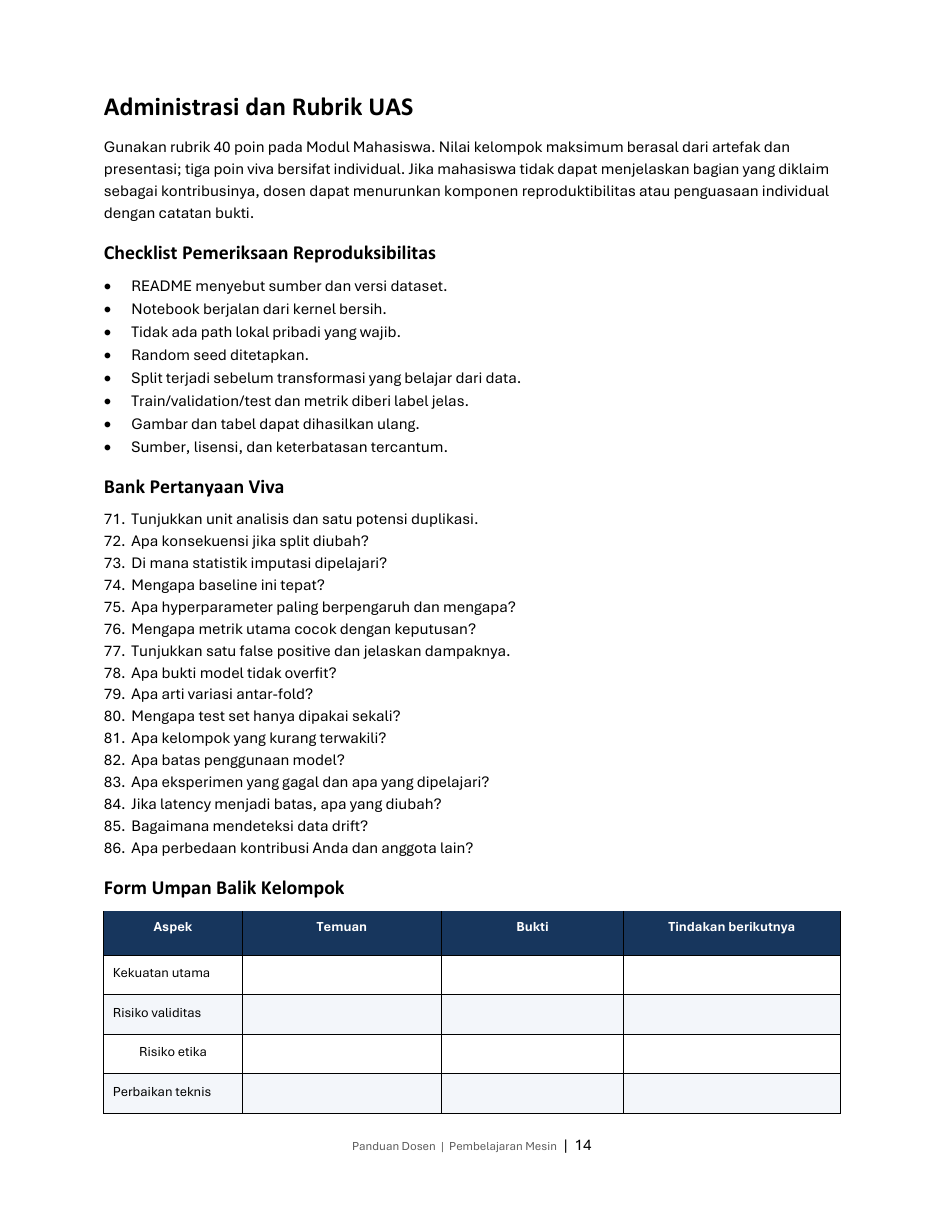 Administrasi dan Rubrik UAS
Gunakan rubrik 40 poin pada Modul Mahasiswa. Nilai kelompok maksimum berasal dari artefak dan
presentasi; tiga poin viva bersifat individual. Jika mahasiswa tidak dapat menjelaskan bagian yang diklaim
sebagai kontribusinya, dosen dapat menurunkan komponen reproduktibilitas atau penguasaan individual
dengan catatan bukti.
Checklist Pemeriksaan Reproduksibilitas
• README menyebut sumber dan versi dataset.
• Notebook berjalan dari kernel bersih.
• Tidak ada path lokal pribadi yang wajib.
• Random seed ditetapkan.
• Split terjadi sebelum transformasi yang belajar dari data.
• Train/validation/test dan metrik diberi label jelas.
• Gambar dan tabel dapat dihasilkan ulang.
• Sumber, lisensi, dan keterbatasan tercantum.
Bank Pertanyaan Viva
71. Tunjukkan unit analisis dan satu potensi duplikasi.
72. Apa konsekuensi jika split diubah?
73. Di mana statistik imputasi dipelajari?
74. Mengapa baseline ini tepat?
75. Apa hyperparameter paling berpengaruh dan mengapa?
76. Mengapa metrik utama cocok dengan keputusan?
77. Tunjukkan satu false positive dan jelaskan dampaknya.
78. Apa bukti model tidak overfit?
79. Apa arti variasi antar-fold?
80. Mengapa test set hanya dipakai sekali?
81. Apa kelompok yang kurang terwakili?
82. Apa batas penggunaan model?
83. Apa eksperimen yang gagal dan apa yang dipelajari?
84. Jika latency menjadi batas, apa yang diubah?
85. Bagaimana mendeteksi data drift?
86. Apa perbedaan kontribusi Anda dan anggota lain?
Form Umpan Balik Kelompok
Aspek Temuan Bukti Tindakan berikutnya
Kekuatan utama
Risiko validitas
Risiko etika
Perbaikan teknis
Panduan Dosen | Pembelajaran Mesin | 14